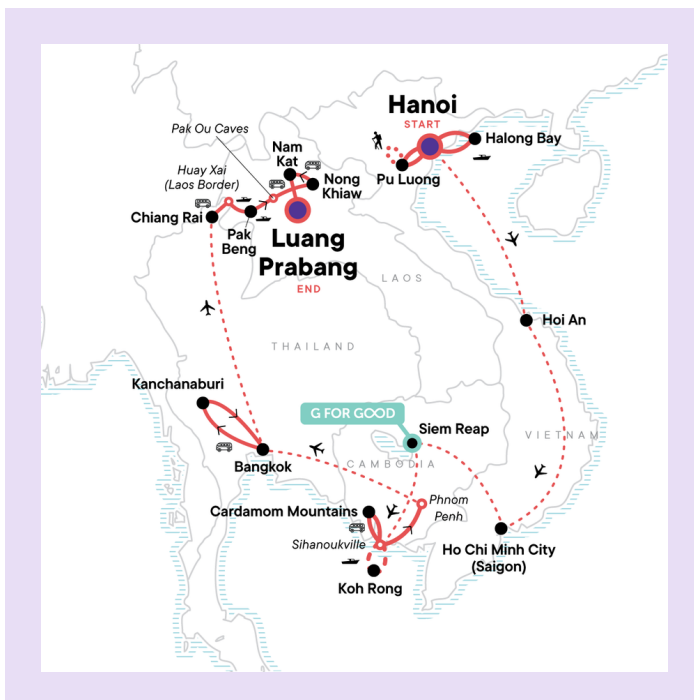 Hanoi
START
Halong Bay
Pu Luong
Pak Ou Caves
Nam
Kat
Nong
Khiaw
Huay Xai
(Laos Border)
Chiang Rai
Pak
Beng
Luang
Prabang
END
LAOS
Hoi An
THAILAND
Kanchanaburi
Bangkok
G FOR GOOD
Siem Reap
VIETNAM
CAMBODIA
Phnom
Penh
Cardamom Mountains
Sihanoukville
Koh Rong
Ho Chi Minh City
(Saigon)